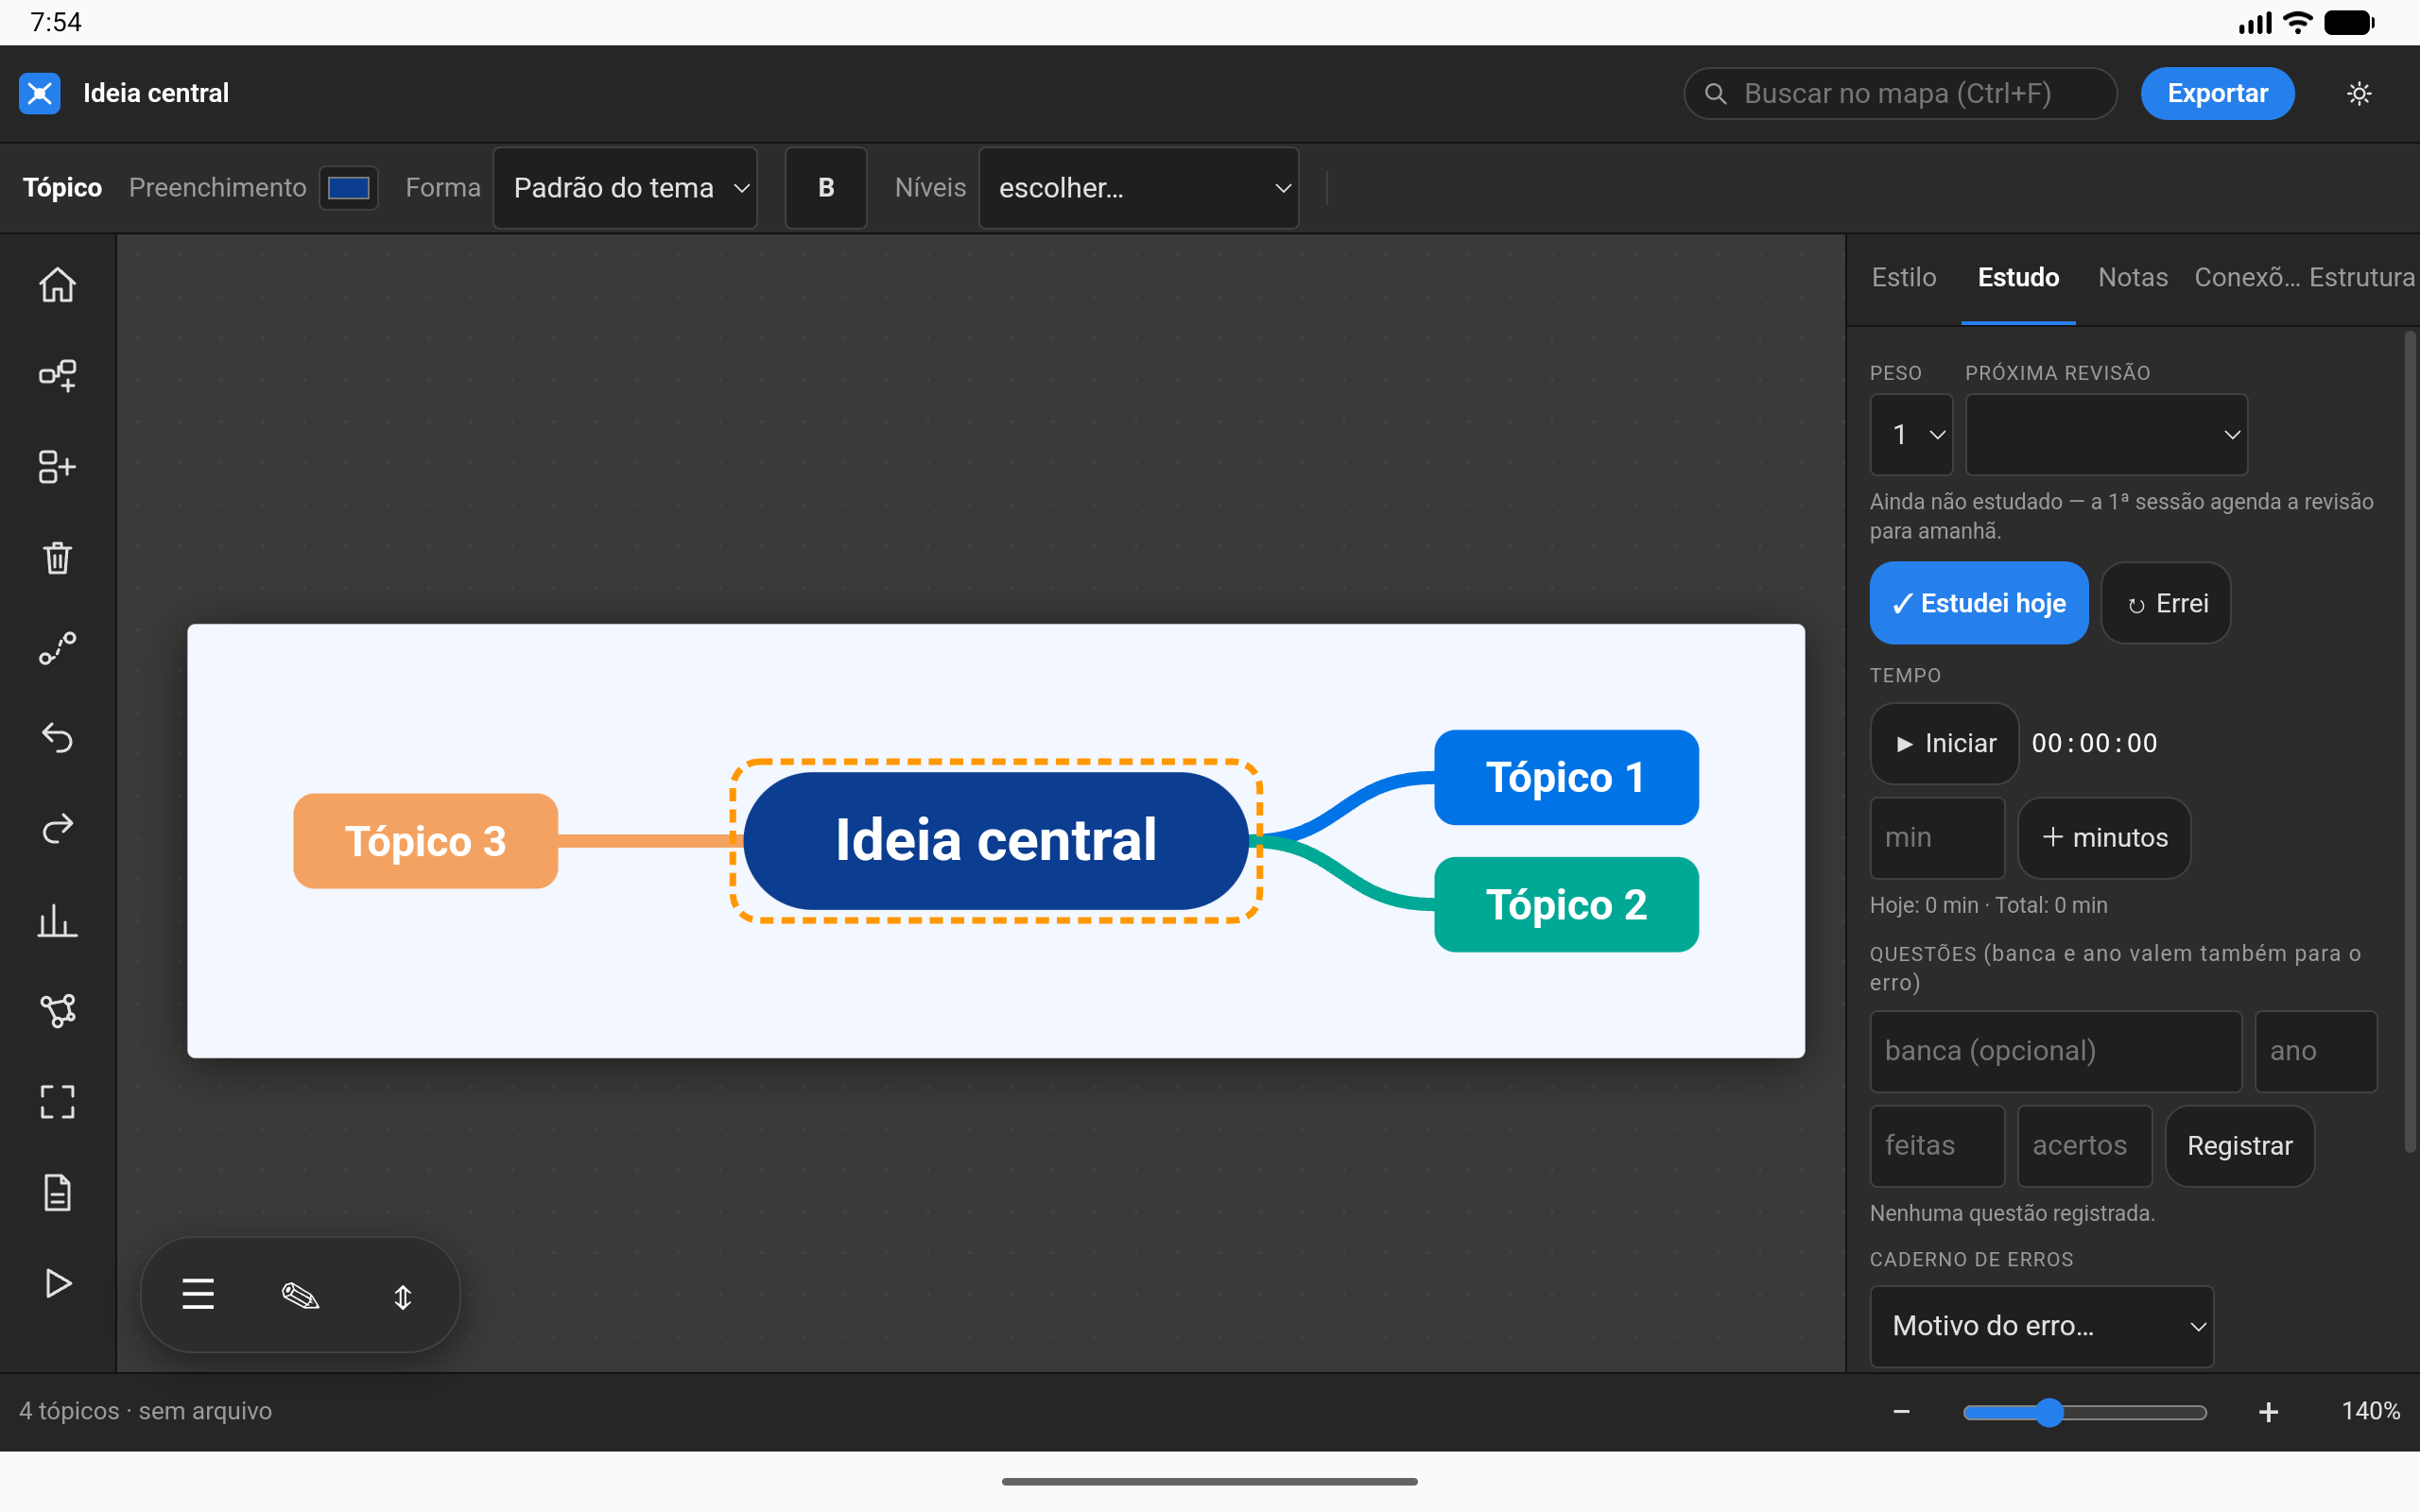 7:54
Ideia central
Buscar no mapa (Ctrl+F)
Exportar
Tópico
Preenchimento
Forma
Padrão do tema
B
Níveis
escolher...
Estilo
Estudo
Notas
Conexõ...
Estrutura
PESO
PRÓXIMA REVISÃO
1
Ainda não estudado — a 1ª sessão agenda a revisão
para amanhã.
✓ Estudei hoje
↻ Errei
TEMPO
► Iniciar
00:00:00
min
+ minutos
Hoje: 0 min · Total: 0 min
QUESTÕES (banca e ano valem também para o
erro)
banca (opcional)
ano
feitas
acertos
Registrar
Nenhuma questão registrada.
CADERNO DE ERROS
Motivo do erro...
Tópico 3
Ideia central
Tópico 1
Tópico 2
4 tópicos · sem arquivo
−
+
140%